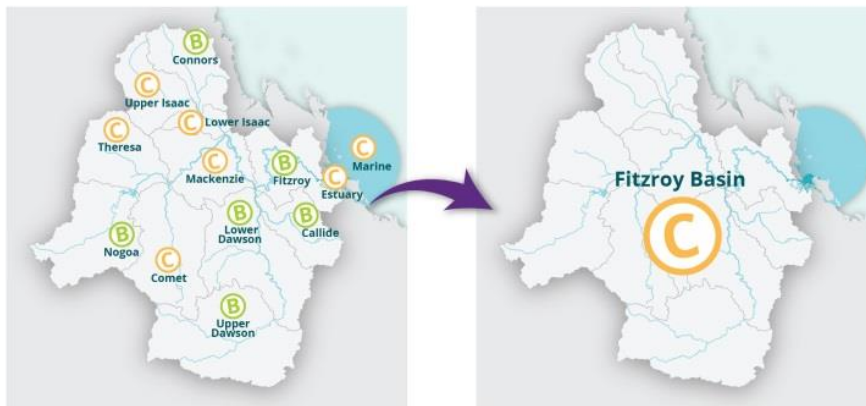 B
Connors
C
Upper Isaac
C
Lower Isaac
C
Theresa
C
Mackenzie
B
Fitzroy
C
Marine
C
Estuary
B
Nogoa
B
Lower
Dawson
B
Callide
C
Comet
B
Upper
Dawson
Fitzroy Basin
C